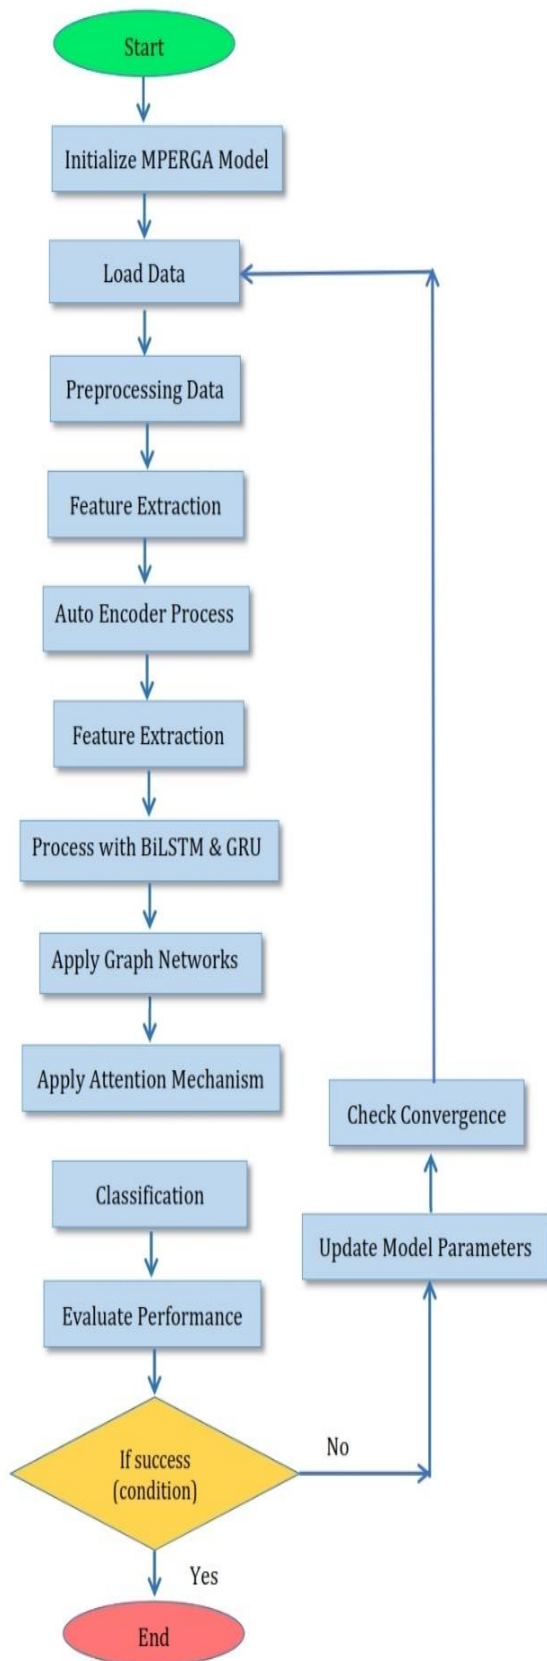 Start
Initialize MPERGA Model
Load Data
Preprocessing Data
Feature Extraction
Auto Encoder Process
Feature Extraction
Process with BiLSTM & GRU
Apply Graph Networks
Apply Attention Mechanism
Check Convergence
Classification
Update Model Parameters
Evaluate Performance
If success
(condition)
No
Yes
End